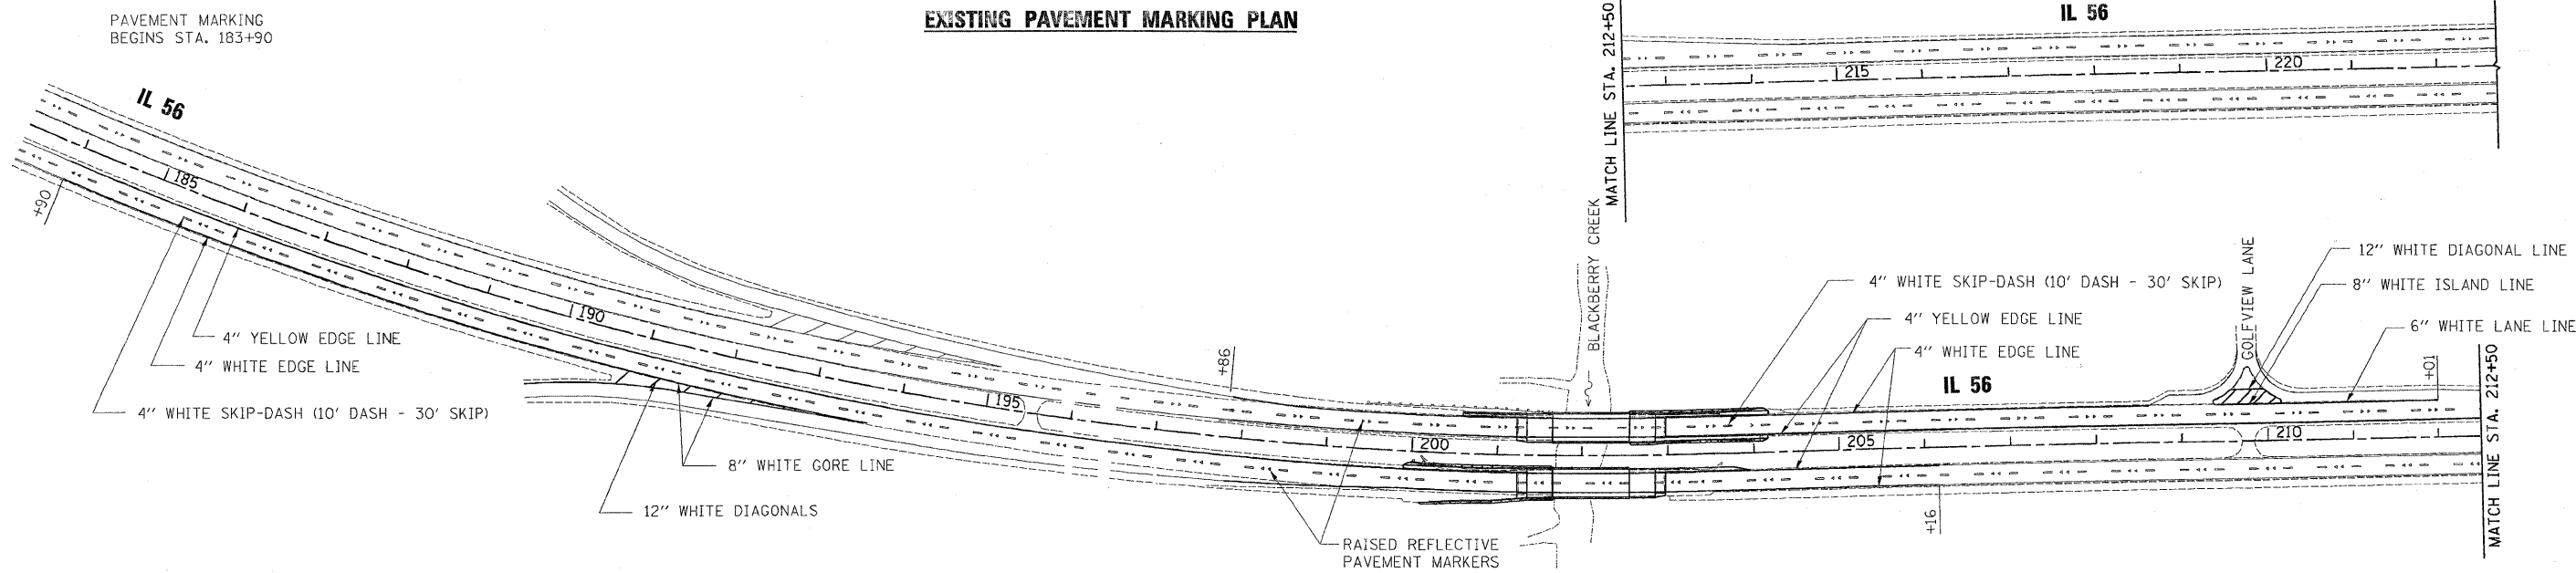 PAVEMENT MARKING
BEGINS STA. 183+90
EXISTING PAVEMENT MARKING PLAN
IL 56
MATCH LINE STA. 212+50
215
220
IL 56
185
+90
190
195
+86
200
BLACKBERRY CREEK
205
210
4" YELLOW EDGE LINE
4" WHITE EDGE LINE
4" WHITE SKIP-DASH (10' DASH - 30' SKIP)
8" WHITE GORE LINE
12" WHITE DIAGONALS
RAISED REFLECTIVE
PAVEMENT MARKERS
4" WHITE SKIP-DASH (10' DASH - 30' SKIP)
4" YELLOW EDGE LINE
4" WHITE EDGE LINE
IL 56
+16
GOLFVIEW LANE
12" WHITE DIAGONAL LINE
8" WHITE ISLAND LINE
6" WHITE LANE LINE
+01
MATCH LINE STA. 212+50